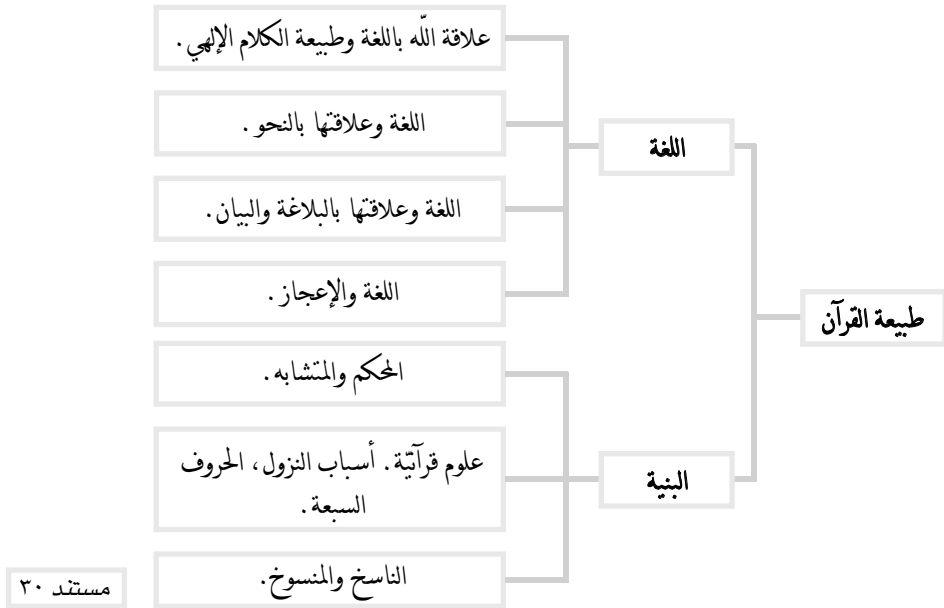 طبيعة القرآن
اللغة
علاقة اللّه باللغة وطبيعة الكلام الإلهي.
اللغة وعلاقتها بالنحو.
اللغة وعلاقتها بالبلاغة والبيان.
اللغة والإعجاز.
البنية
المحكم والمتشابه.
علوم قرآنيّة. أسباب النزول، الحروف
السبعة.
الناسخ والمنسوخ.
مستند ٣٠